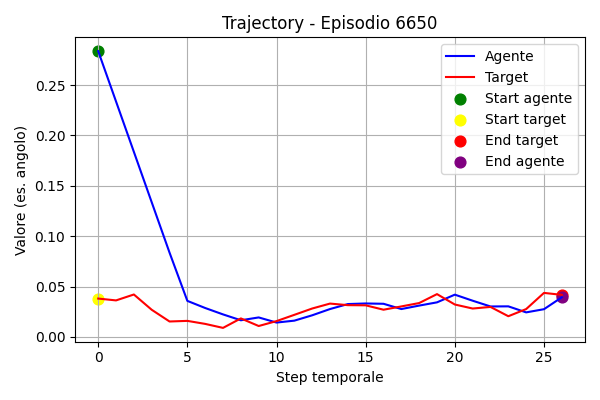 Trajectory - Episodio 6650
Agente
Target
Start agente
Start target
End target
End agente
Valore (es. angolo)
0.25
0.20
0.15
0.10
0.05
0.00
0 5 10 15 20 25
Step temporale